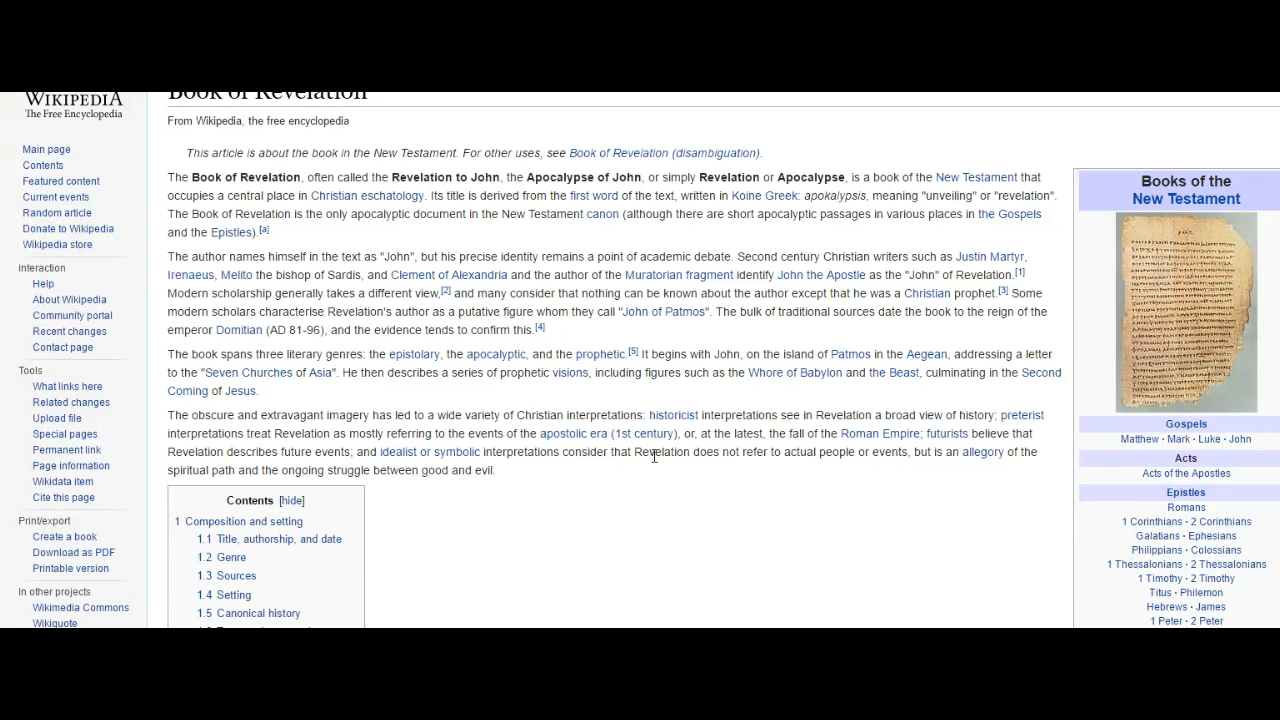 WIKIPEDIA
The Free Encyclopedia
Main page
Contents
Featured content
Current events
Random article
Donate to Wikipedia
Wikipedia store
Interaction
Help
About Wikipedia
Community portal
Recent changes
Contact page
Tools
What links here
Related changes
Upload file
Special pages
Permanent link
Page information
Wikidata item
Cite this page
Print/export
Create a book
Download as PDF
Printable version
In other projects
Wikimedia Commons
Wikiquote
Book of Revelation
From Wikipedia, the free encyclopedia
This article is about the book in the New Testament. For other uses, see Book of Revelation (disambiguation).
The Book of Revelation, often called the Revelation to John, the Apocalypse of John, or simply Revelation or Apocalypse, is a book of the New Testament that
occupies a central place in Christian eschatology. Its title is derived from the first word of the text, written in Koine Greek: apokalypsis, meaning "unveiling" or "revelation".
The Book of Revelation is the only apocalyptic document in the New Testament canon (although there are short apocalyptic passages in various places in the Gospels
and the Epistles).[a]
The author names himself in the text as "John", but his precise identity remains a point of academic debate. Second century Christian writers such as Justin Martyr,
Irenaeus, Melito the bishop of Sardis, and Clement of Alexandria and the author of the Muratorian fragment identify John the Apostle as the "John" of Revelation.[1]
Modern scholarship generally takes a different view,[2] and many consider that nothing can be known about the author except that he was a Christian prophet.[3] Some
modern scholars characterise Revelation's author as a putative figure whom they call "John of Patmos". The bulk of traditional sources date the book to the reign of the
emperor Domitian (AD 81-96), and the evidence tends to confirm this.[4]
The book spans three literary genres: the epistolary, the apocalyptic, and the prophetic.[5] It begins with John, on the island of Patmos in the Aegean, addressing a letter
to the "Seven Churches of Asia". He then describes a series of prophetic visions, including figures such as the Whore of Babylon and the Beast, culminating in the Second
Coming of Jesus.
The obscure and extravagant imagery has led to a wide variety of Christian interpretations: historicist interpretations see in Revelation a broad view of history; preterist
interpretations treat Revelation as mostly referring to the events of the apostolic era (1st century), or, at the latest, the fall of the Roman Empire; futurists believe that
Revelation describes future events; and idealist or symbolic interpretations consider that Revelation does not refer to actual people or events, but is an allegory of the
spiritual path and the ongoing struggle between good and evil.
Contents [hide]
1 Composition and setting
1.1 Title, authorship, and date
1.2 Genre
1.3 Sources
1.4 Setting
1.5 Canonical history
Books of the
New Testament
Gospels
Matthew · Mark · Luke · John
Acts
Acts of the Apostles
Epistles
Romans
1 Corinthians · 2 Corinthians
Galatians · Ephesians
Philippians · Colossians
1 Thessalonians · 2 Thessalonians
1 Timothy · 2 Timothy
Titus · Philemon
Hebrews · James
1 Peter · 2 Peter